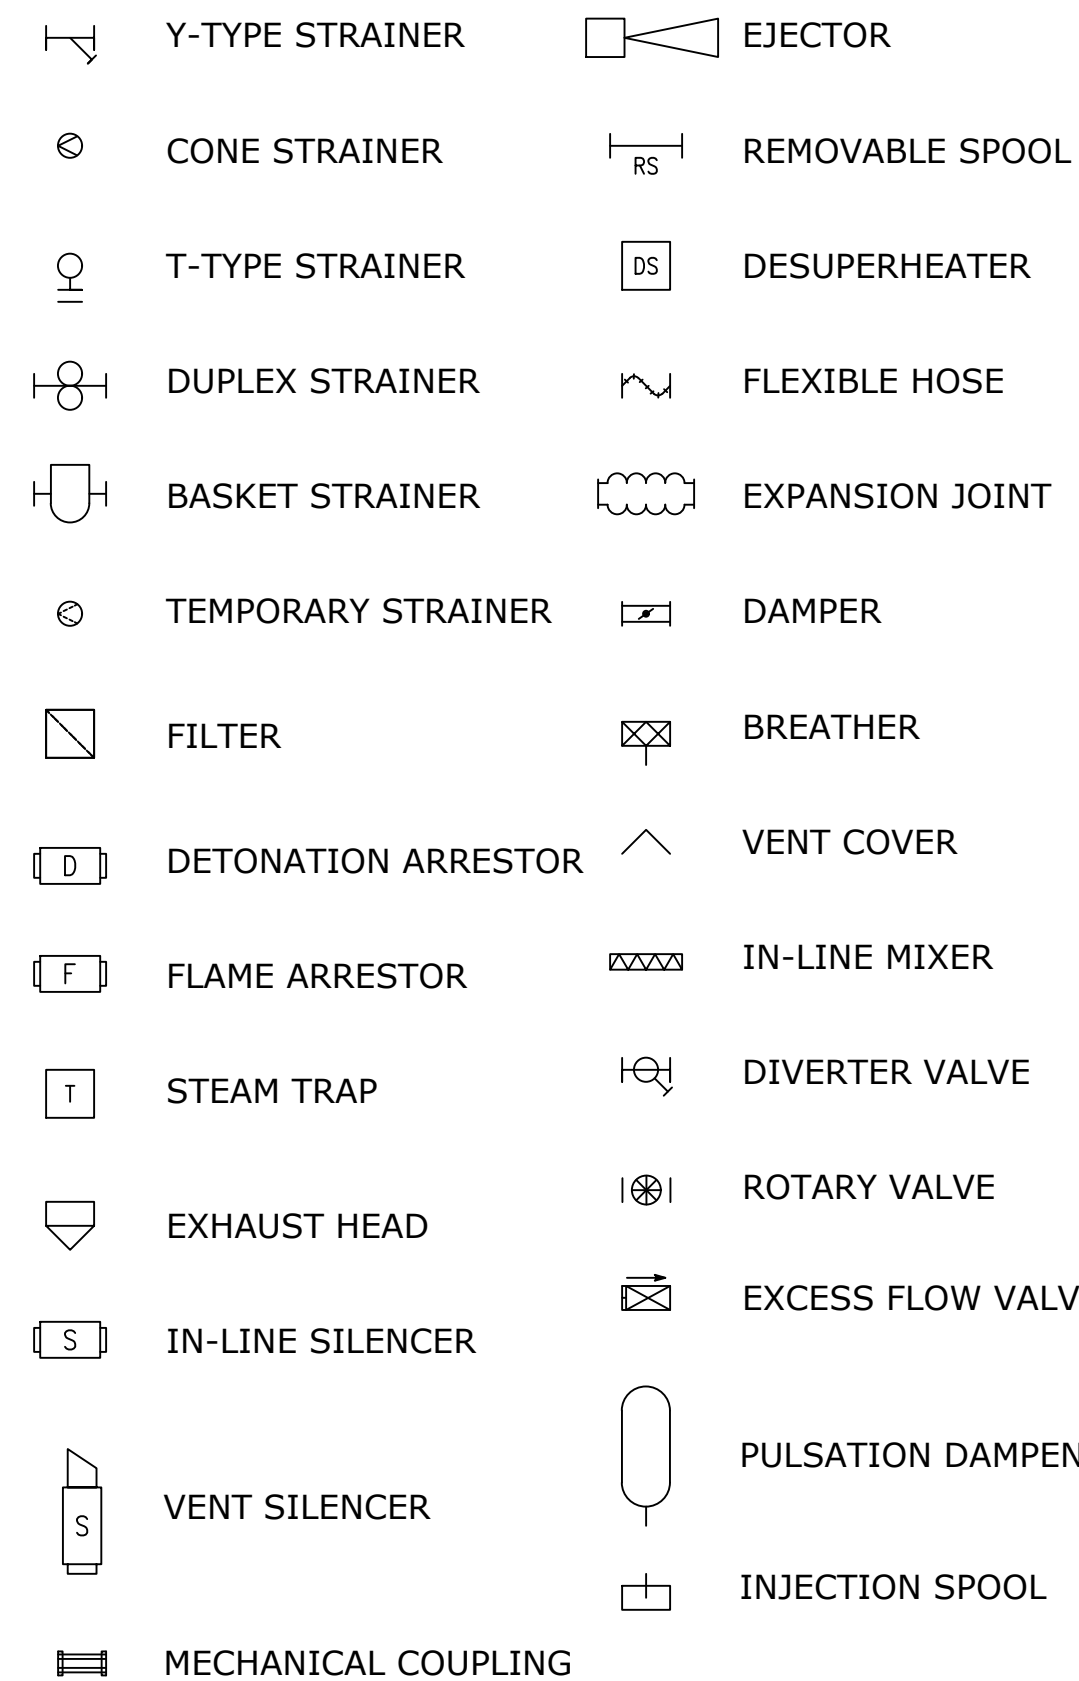 Y-TYPE STRAINER
CONE STRAINER
T-TYPE STRAINER
DUPLEX STRAINER
BASKET STRAINER
TEMPORARY STRAINER
FILTER
D DETONATION ARRESTOR
F FLAME ARRESTOR
T STEAM TRAP
EXHAUST HEAD
S IN-LINE SILENCER
S VENT SILENCER
MECHANICAL COUPLING
EJECTOR
REMOVABLE SPOOL
RS
DS DESUPERHEATER
FLEXIBLE HOSE
EXPANSION JOINT
DAMPER
BREATHER
VENT COVER
IN-LINE MIXER
DIVERTER VALVE
ROTARY VALVE
EXCESS FLOW VALV
PULSATION DAMPEN
INJECTION SPOOL